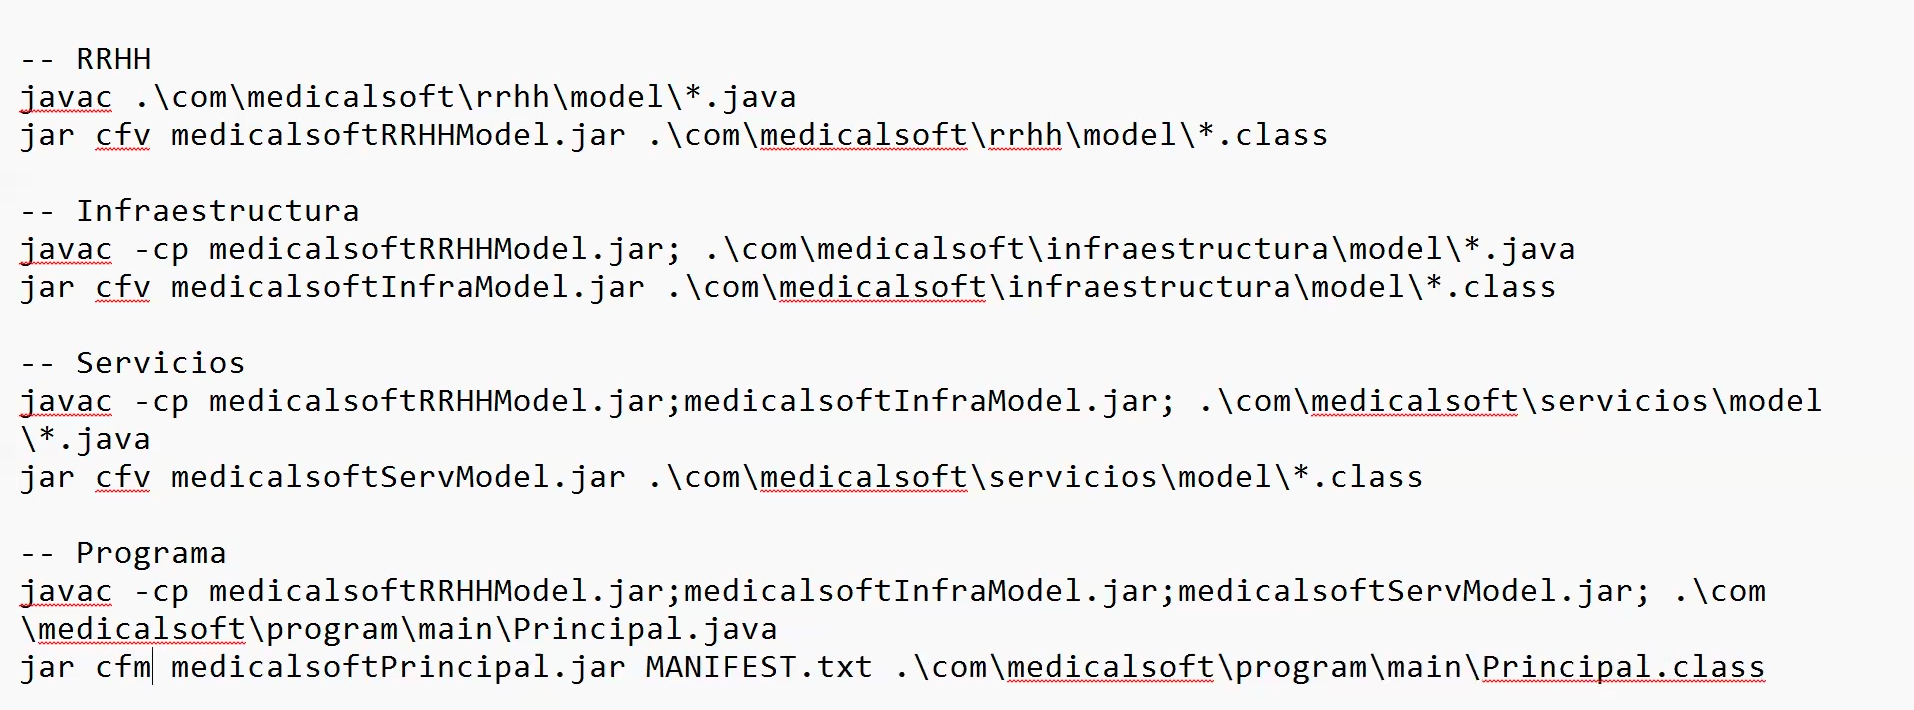 -- RRHH
javac .\com\medicalsoft\rrhh\model\*.java
jar cfv medicalsoftRRHHModel.jar .\com\medicalsoft\rrhh\model\*.class
-- Infraestructura
javac -cp medicalsoftRRHHModel.jar; .\com\medicalsoft\infraestructura\model\*.java
jar cfv medicalsoftInfraModel.jar .\com\medicalsoft\infraestructura\model\*.class
-- Servicios
javac -cp medicalsoftRRHHModel.jar;medicalsoftInfraModel.jar; .\com\medicalsoft\servicios\model
\*.java
jar cfv medicalsoftServModel.jar .\com\medicalsoft\servicios\model\*.class
-- Programa
javac -cp medicalsoftRRHHModel.jar;medicalsoftInfraModel.jar;medicalsoftServModel.jar; .\com
\medicalsoft\program\main\Principal.java
jar cfm medicalsoftPrincipal.jar MANIFEST.txt .\com\medicalsoft\program\main\Principal.class